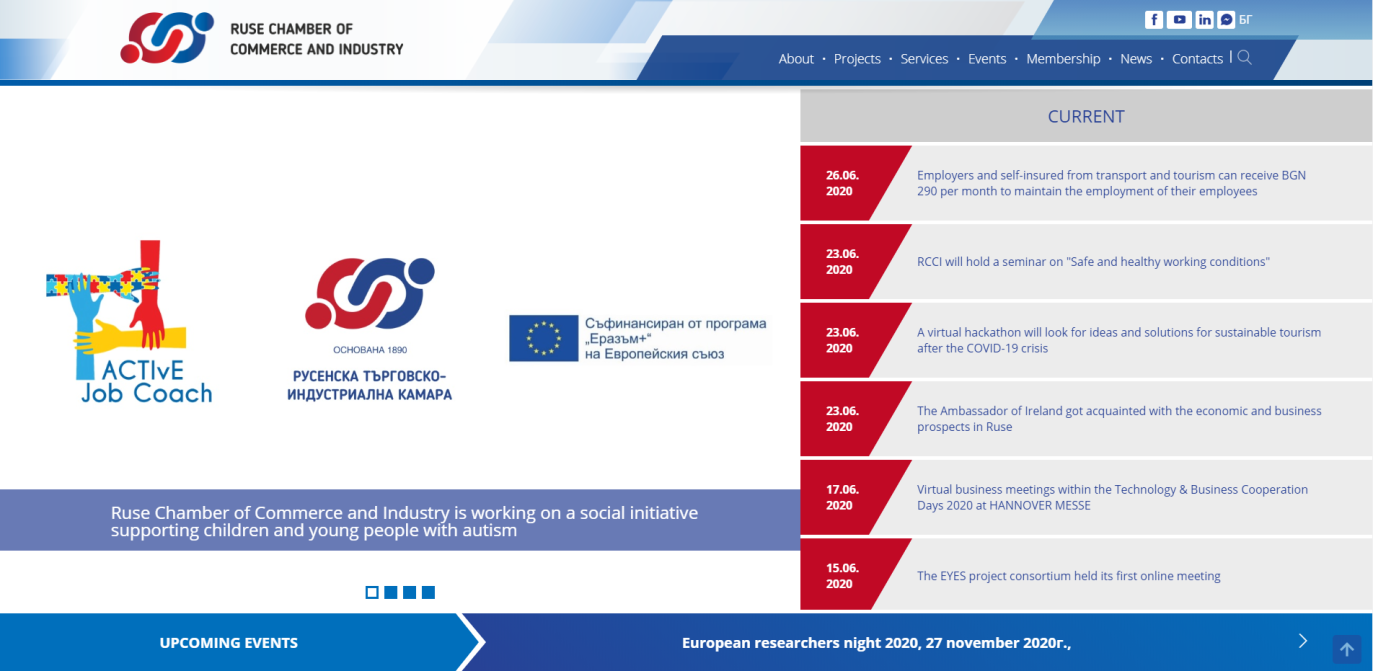 RUSE CHAMBER OF
COMMERCE AND INDUSTRY
БГ
About · Projects · Services · Events · Membership · News · Contacts
ACTIvE
Job Coach
ОСНОВАНА 1890
РУСЕНСКА ТЪРГОВСКО-
ИНДУСТРИАЛНА КАМАРА
Съфинансиран от програма
„Еразъм+“
на Европейския съюз
Ruse Chamber of Commerce and Industry is working on a social initiative
supporting children and young people with autism
CURRENT
26.06.
2020
Employers and self-insured from transport and tourism can receive BGN
290 per month to maintain the employment of their employees
23.06.
2020
RCCI will hold a seminar on "Safe and healthy working conditions"
23.06.
2020
A virtual hackathon will look for ideas and solutions for sustainable tourism
after the COVID-19 crisis
23.06.
2020
The Ambassador of Ireland got acquainted with the economic and business
prospects in Ruse
17.06.
2020
Virtual business meetings within the Technology & Business Cooperation
Days 2020 at HANNOVER MESSE
15.06.
2020
The EYES project consortium held its first online meeting
UPCOMING EVENTS
European researchers night 2020, 27 november 2020г.,